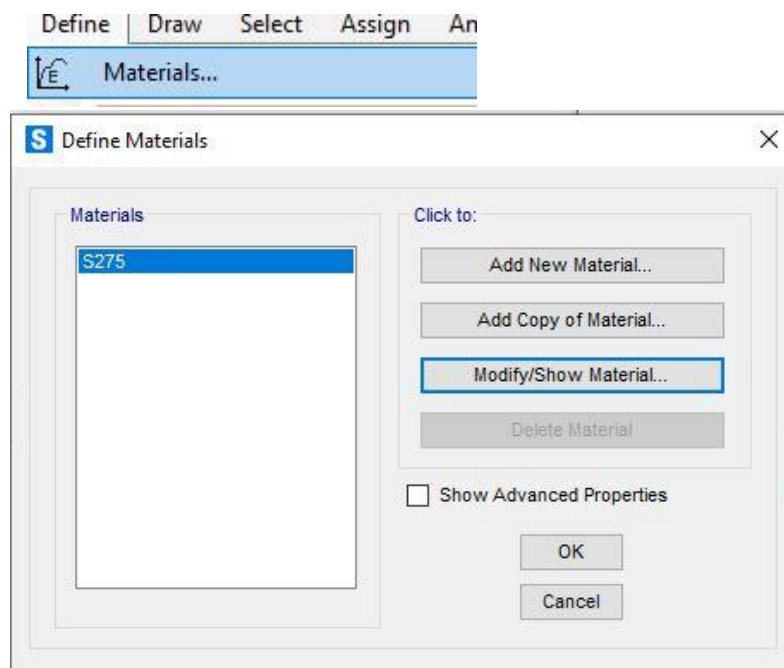 Define Draw Select Assign An
E Materials...
S Define Materials
Materials
Click to:
S275
Add New Material...
Add Copy of Material...
Modify/Show Material...
Delete Material
Show Advanced Properties
OK
Cancel